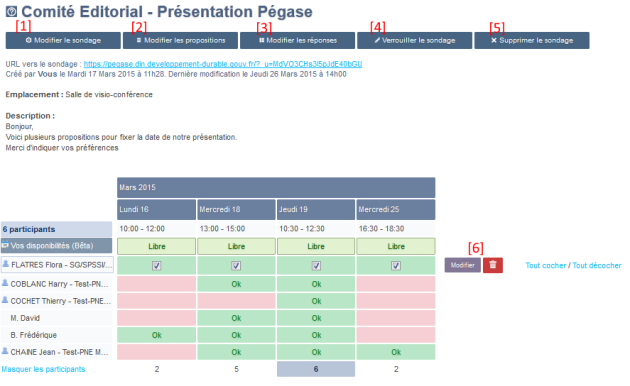 Comité Editorial - Présentation Pégase
[1] [2] [3] [4] [5]
Modifier le sondage Modifier les propositions Modifier les réponses Verrouiller le sondage Supprimer le sondage
URL vers le sondage : https://pegase.din.developpement-durable.gouv.fr/?_u=MdVO3CHs3l5pJdE40bGU
Créé par Vous le Mardi 17 Mars 2015 à 11h28. Dernière modification le Jeudi 26 Mars 2015 à 14h00
Emplacement : Salle de visio-conférence
Description :
Bonjour,
Voici plusieurs propositions pour fixer la date de notre présentation.
Merci d'indiquer vos préférences
Mars 2015
Lundi 16 Mercredi 18 Jeudi 19 Mercredi 25
6 participants 10:00 - 12:00 13:00 - 15:00 10:30 - 12:30 16:30 - 18:30
Vos disponibilités (Bêta) Libre Libre Libre Libre
[6]
FLATRES Flora - SG/SPSSI/... Modifier Tout cocher / Tout décocher
COBLANC Harry - Test-PN... Ok Ok
COCHET Thierry - Test-PNE... Ok
M. David Ok Ok
B. Frédérique Ok Ok Ok
CHAINE Jean - Test-PNE M... Ok Ok Ok
Masquer les participants 2 5 6 2